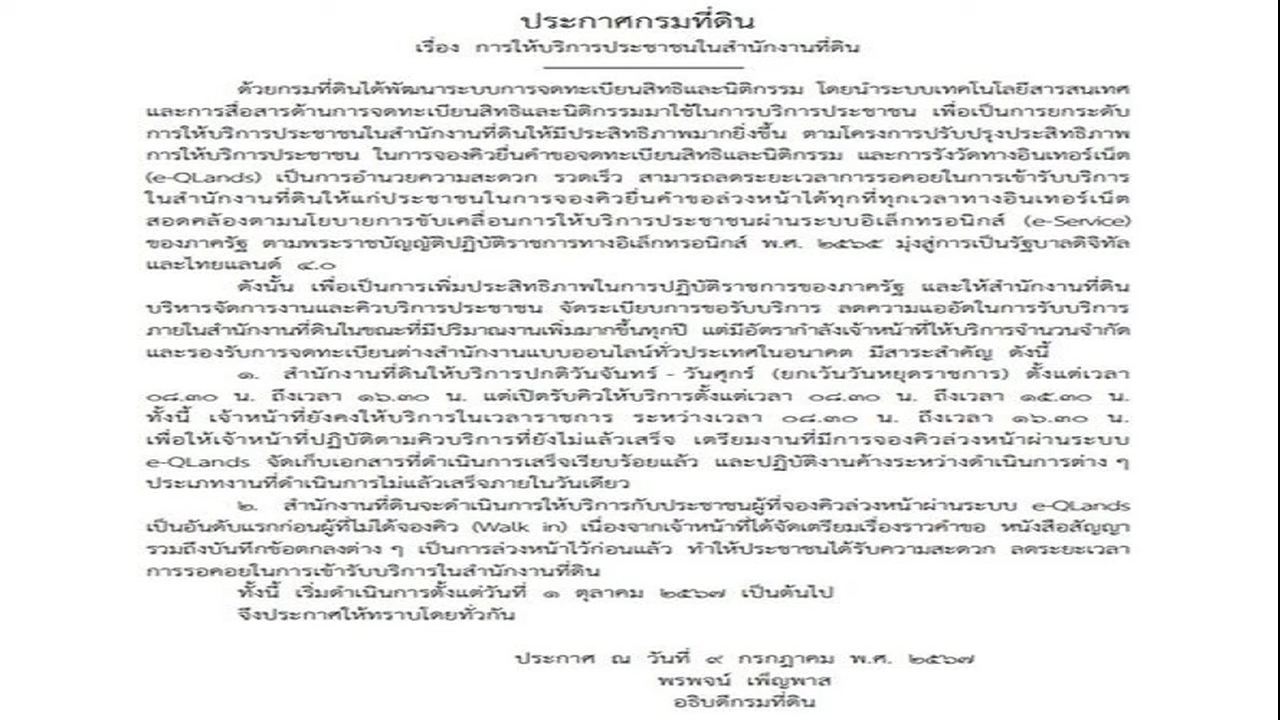 ประกาศกรมที่ดิน
เรื่อง การให้บริการประชาชนในสำนักงานที่ดิน
ด้วยกรมที่ดินได้พัฒนาระบบการจดทะเบียนสิทธิและนิติกรรม โดยนำระบบเทคโนโลยีสารสนเทศ
และการสื่อสารด้านการจดทะเบียนสิทธิและนิติกรรมมาใช้ในการบริการประชาชน เพื่อเป็นการยกระดับ
การให้บริการประชาชนในสำนักงานที่ดินให้มีประสิทธิภาพมากยิ่งขึ้น ตามโครงการปรับปรุงประสิทธิภาพ
การให้บริการประชาชน ในการจองคิวยื่นคำขอจดทะเบียนสิทธิและนิติกรรม และการรังวัดทางอินเทอร์เน็ต
(e-QLands) เป็นการอำนวยความสะดวก รวดเร็ว สามารถลดระยะเวลาการรอคอยในการเข้ารับบริการ
ในสำนักงานที่ดินให้แก่ประชาชนในการจองคิวยื่นคำขอล่วงหน้าได้ทุกที่ทุกเวลาทางอินเทอร์เน็ต
สอดคล้องตามนโยบายการขับเคลื่อนการให้บริการประชาชนผ่านระบบอิเล็กทรอนิกส์ (e-Service)
ของภาครัฐ ตามพระราชบัญญัติปฏิบัติราชการทางอิเล็กทรอนิกส์ พ.ศ. ๒๕๖๕ มุ่งสู่การเป็นรัฐบาลดิจิทัล
และไทยแลนด์ ๔.๐
ดังนั้น เพื่อเป็นการเพิ่มประสิทธิภาพในการปฏิบัติราชการของภาครัฐ และให้สำนักงานที่ดิน
บริหารจัดการงานและคิวบริการประชาชน จัดระเบียบการขอรับบริการ ลดความแออัดในการรับบริการ
ภายในสำนักงานที่ดินในขณะที่มีปริมาณงานเพิ่มมากขึ้นทุกปี แต่มีอัตรากำลังเจ้าหน้าที่ให้บริการจำนวนจำกัด
และรองรับการจดทะเบียนต่างสำนักงานแบบออนไลน์ทั่วประเทศในอนาคต มีสาระสำคัญ ดังนี้
๑. สำนักงานที่ดินให้บริการปกติวันจันทร์ - วันศุกร์ (ยกเว้นวันหยุดราชการ) ตั้งแต่เวลา
๐๘.๓๐ น. ถึงเวลา ๑๖.๓๐ น. แต่เปิดรับคิวให้บริการตั้งแต่เวลา ๐๘.๓๐ น. ถึงเวลา ๑๕.๓๐ น.
ทั้งนี้ เจ้าหน้าที่ยังคงให้บริการในเวลาราชการ ระหว่างเวลา ๐๘.๓๐ น. ถึงเวลา ๑๖.๓๐ น.
เพื่อให้เจ้าหน้าที่ปฏิบัติตามคิวบริการที่ยังไม่แล้วเสร็จ เตรียมงานที่มีการจองคิวล่วงหน้าผ่านระบบ
e-QLands จัดเก็บเอกสารที่ดำเนินการเสร็จเรียบร้อยแล้ว และปฏิบัติงานค้างระหว่างดำเนินการต่าง ๆ
ประเภทงานที่ดำเนินการไม่แล้วเสร็จภายในวันเดียว
๒. สำนักงานที่ดินจะดำเนินการให้บริการกับประชาชนผู้ที่จองคิวล่วงหน้าผ่านระบบ e-QLands
เป็นอันดับแรกก่อนผู้ที่ไม่ได้จองคิว (Walk in) เนื่องจากเจ้าหน้าที่ได้จัดเตรียมเรื่องราวคำขอ หนังสือสัญญา
รวมถึงบันทึกข้อตกลงต่าง ๆ เป็นการล่วงหน้าไว้ก่อนแล้ว ทำให้ประชาชนได้รับความสะดวก ลดระยะเวลา
การรอคอยในการเข้ารับบริการในสำนักงานที่ดิน
ทั้งนี้ เริ่มดำเนินการตั้งแต่วันที่ ๑ ตุลาคม ๒๕๖๗ เป็นต้นไป
จึงประกาศให้ทราบโดยทั่วกัน
ประกาศ ณ วันที่ ๙ กรกฎาคม พ.ศ. ๒๕๖๗
พรพจน์ เพ็ญพาส
อธิบดีกรมที่ดิน